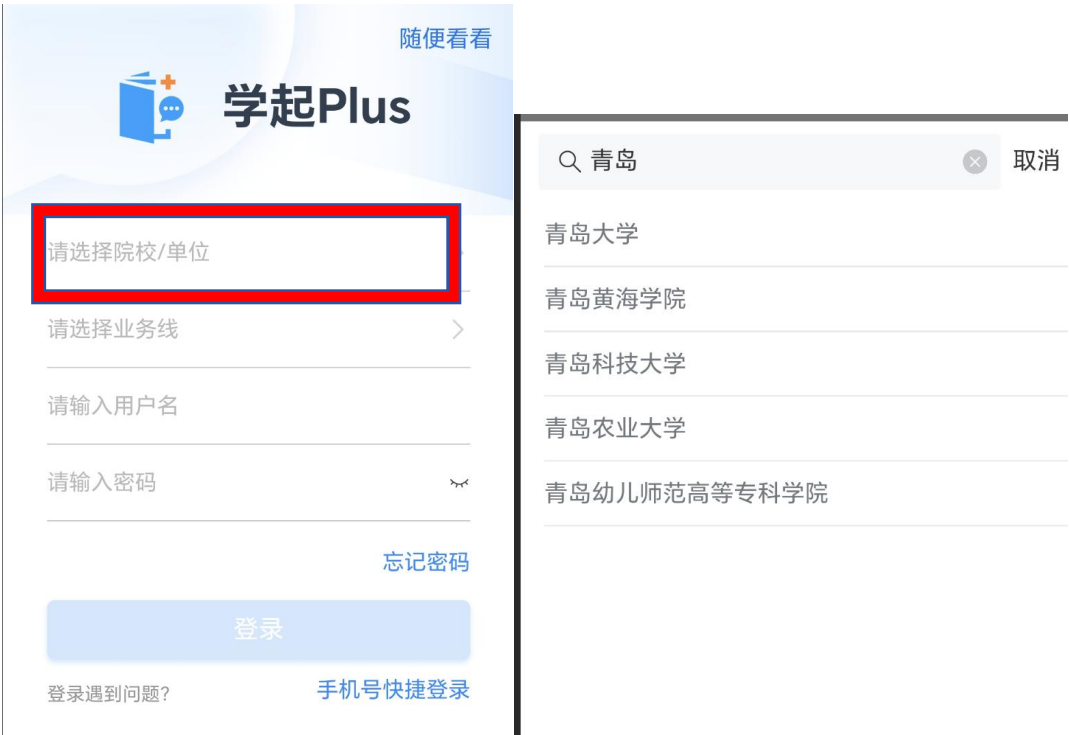 随便看看
学起Plus
请选择院校/单位
请选择业务线
请输入用户名
请输入密码
忘记密码
登录
登录遇到问题?
手机号快捷登录
青岛
取消
青岛大学
青岛黄海学院
青岛科技大学
青岛农业大学
青岛幼儿师范高等专科学院